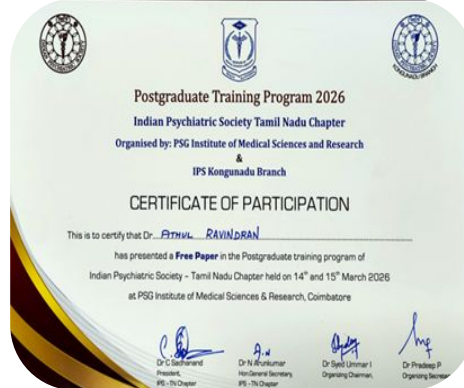 Postgraduate Training Program 2026
Indian Psychiatric Society Tamil Nadu Chapter
Organised by: PSG Institute of Medical Sciences and Research
&
IPS Kongunadu Branch
CERTIFICATE OF PARTICIPATION
This is to certify that Dr. ATHUL RAVINDRAN
has presented a Free Paper in the Postgraduate training program of
Indian Psychiatric Society - Tamil Nadu Chapter held on 14th and 15th March 2026
at PSG Institute of Medical Sciences & Research, Coimbatore
Dr C Sadhanand Dr N Arunkumar Dr Syed Ummar I Dr Pradeep P
President, Hon.General Secretary, Organizing Chairman, Organizing Secretary
IPS - TN Chapter IPS - TN Chapter